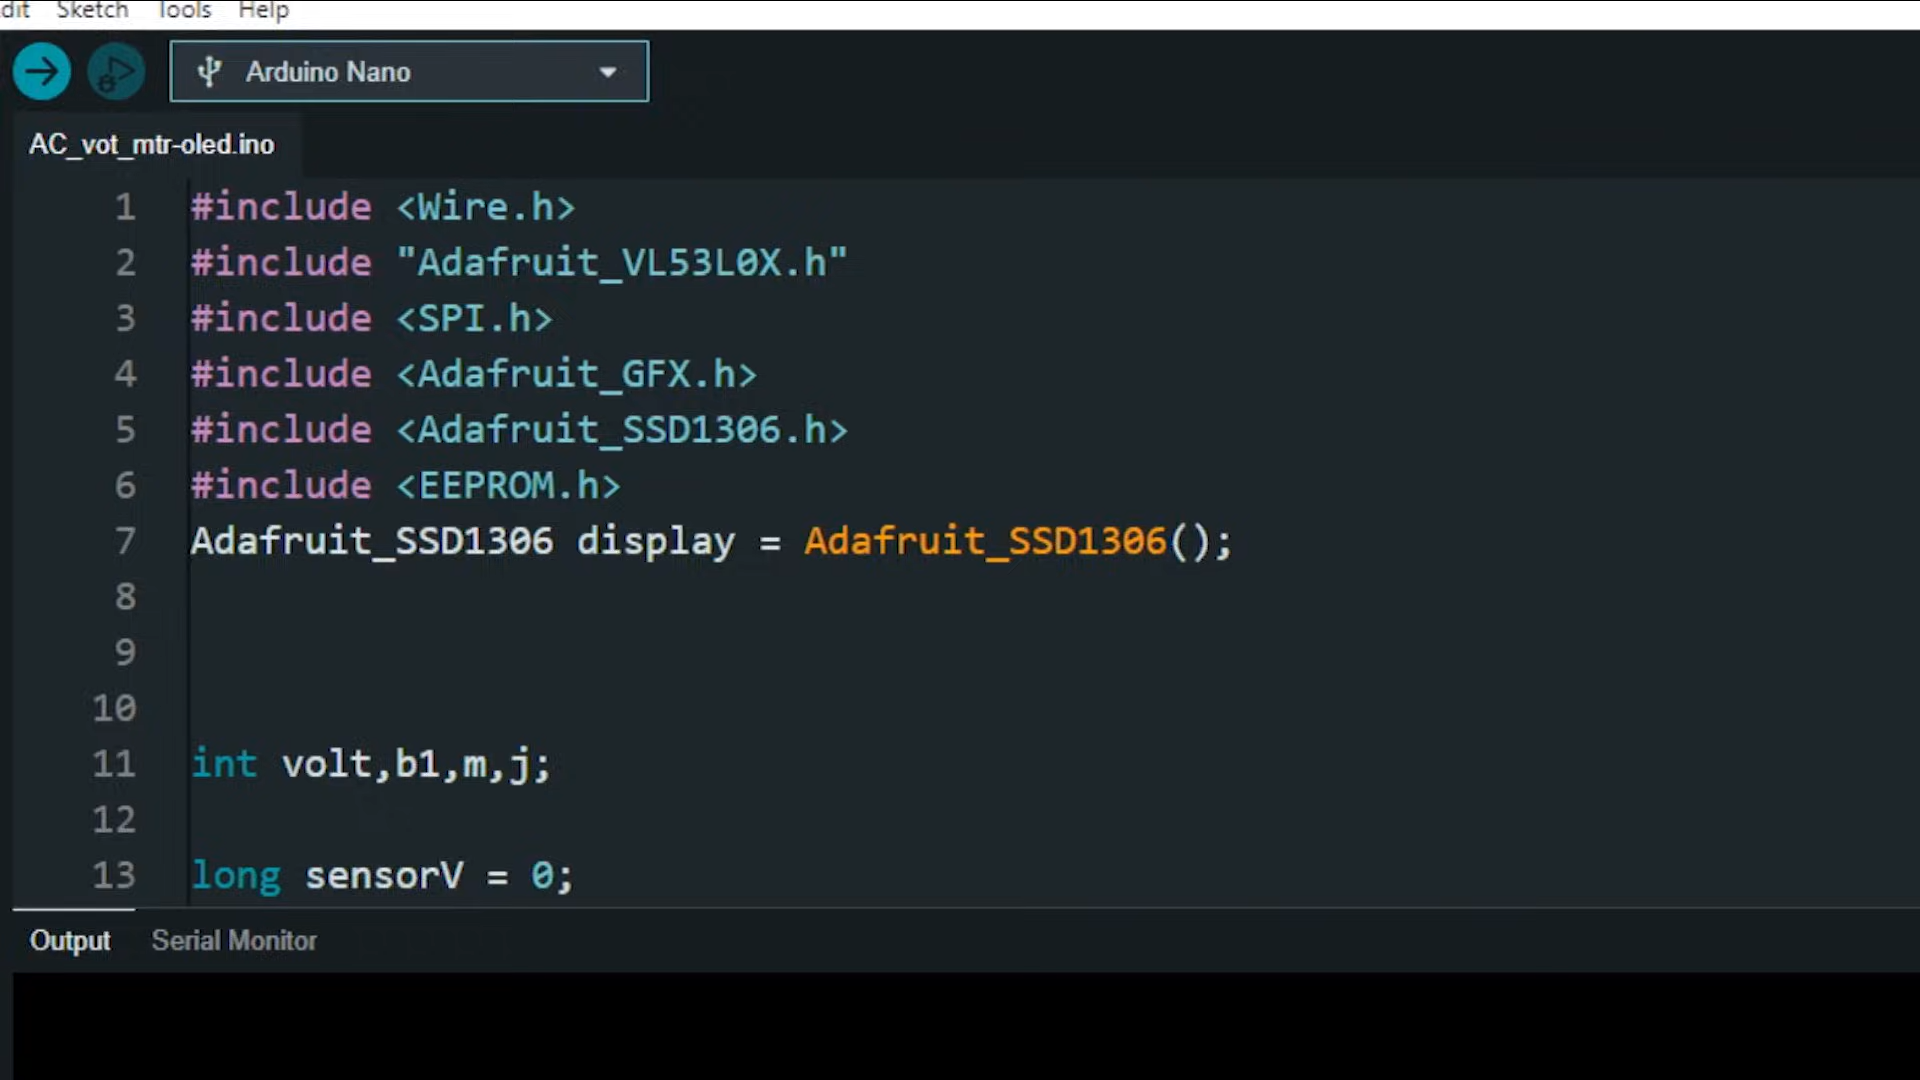 dit Sketch Tools Help
Arduino Nano
AC_vot_mtr-oled.ino
1 #include <Wire.h>
2 #include "Adafruit_VL53L0X.h"
3 #include <SPI.h>
4 #include <Adafruit_GFX.h>
5 #include <Adafruit_SSD1306.h>
6 #include <EEPROM.h>
7 Adafruit_SSD1306 display = Adafruit_SSD1306();
8
9
10
11 int volt,b1,m,j;
12
13 long sensorV = 0;
Output Serial Monitor